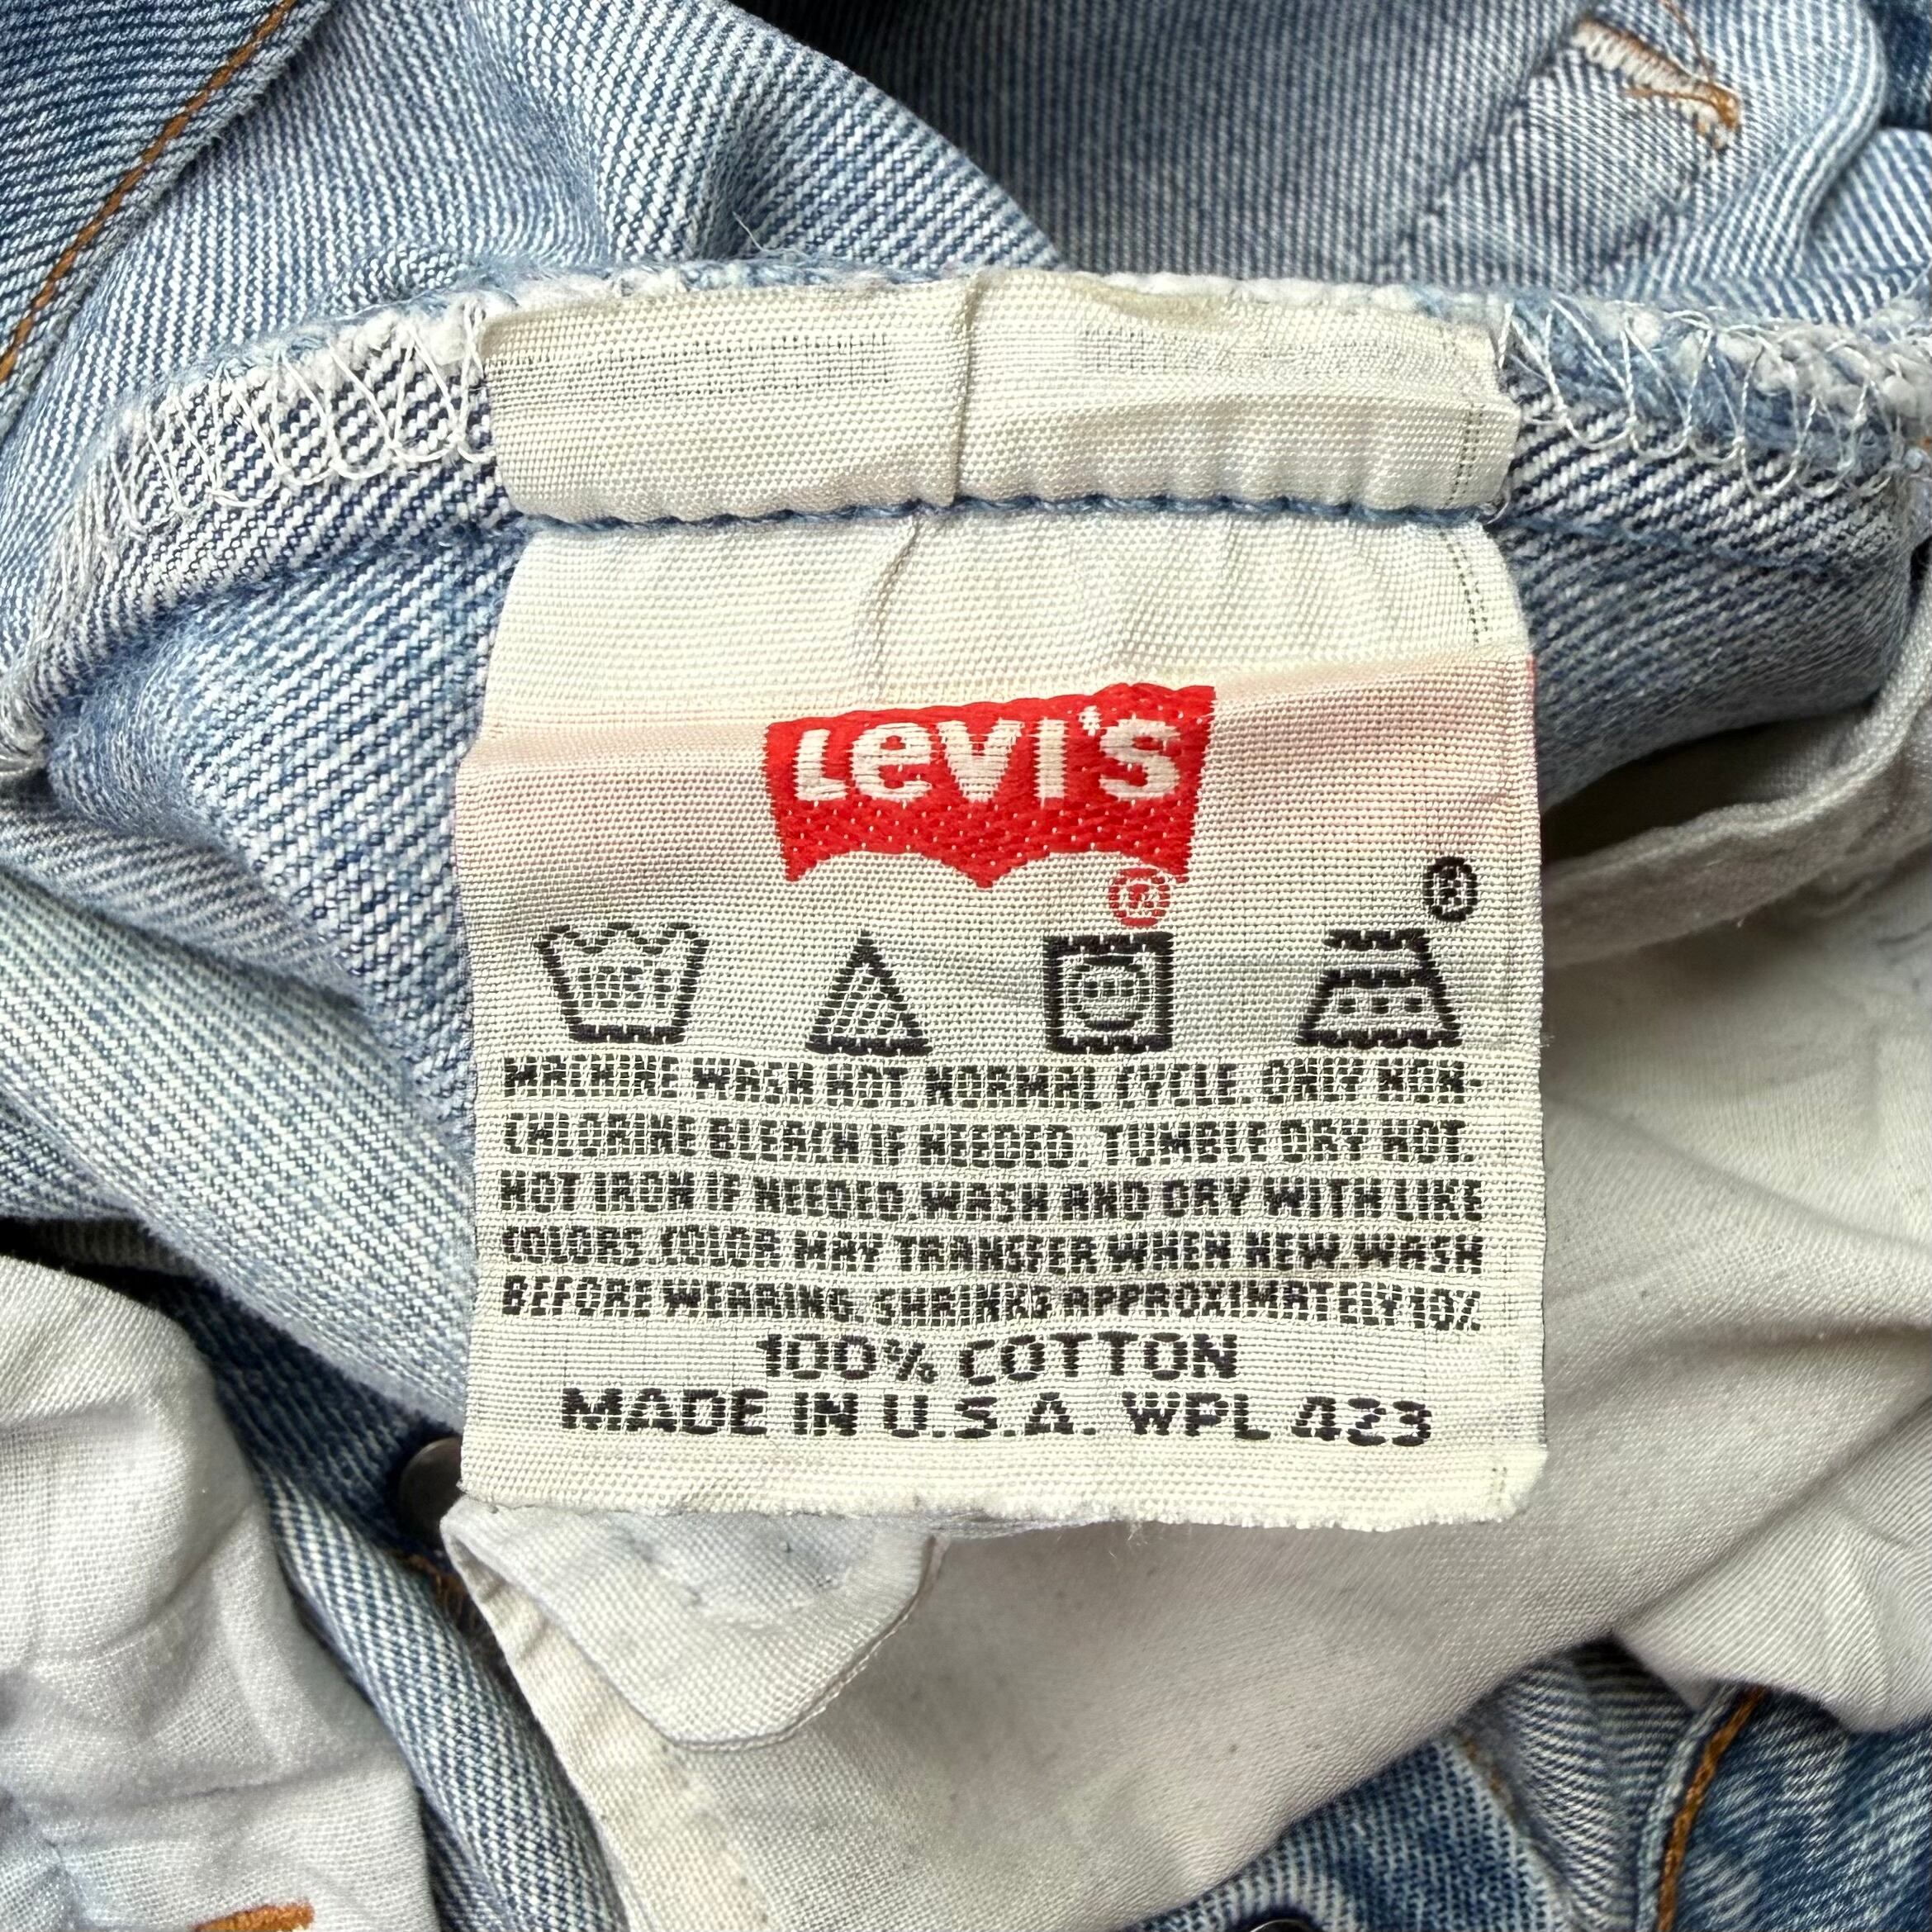 Levi's
®
®
105F
MACHINE WASH HOT. NORMAL CYCLE. ONLY NON-
CHLORINE BLEACH IF NEEDED. TUMBLE DRY HOT.
HOT IRON IF NEEDED. WASH AND DRY WITH LIKE
COLORS. COLOR MAY TRANSFER WHEN NEW. WASH
BEFORE WEARING. SHRINKS APPROXIMATELY 10%
100% COTTON
MADE IN U.S.A. WPL 423